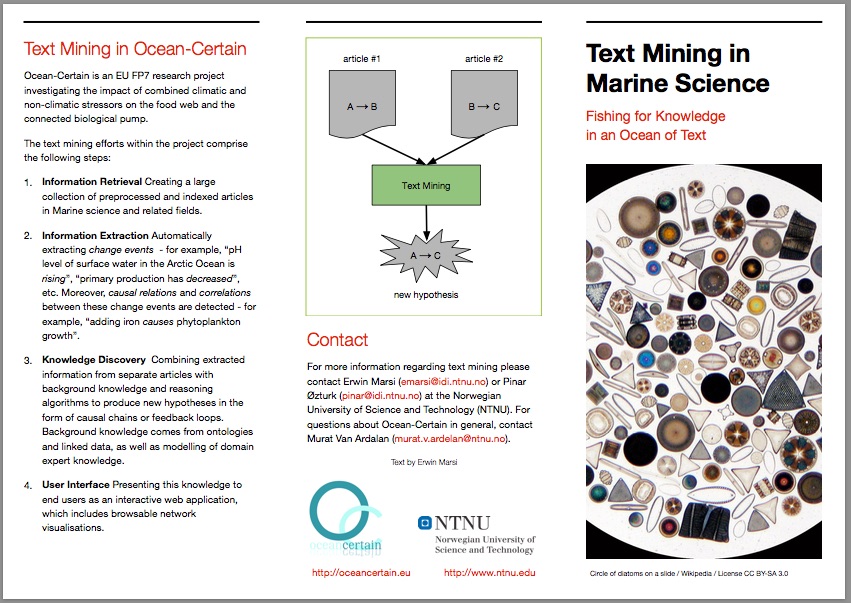 Text Mining in Ocean-Certain
Ocean-Certain is an EU FP7 research project
investigating the impact of combined climatic and
non-climatic stressors on the food web and the
connected biological pump.
The text mining efforts within the project comprise
the following steps:
1. Information Retrieval Creating a large
collection of preprocessed and indexed articles
in Marine science and related fields.
2. Information Extraction Automatically
extracting change events - for example, “pH
level of surface water in the Arctic Ocean is
rising”, “primary production has decreased”,
etc. Moreover, causal relations and correlations
between these change events are detected - for
example, “adding iron causes phytoplankton
growth”.
3. Knowledge Discovery Combining extracted
information from separate articles with
background knowledge and reasoning
algorithms to produce new hypotheses in the
form of causal chains or feedback loops.
Background knowledge comes from ontologies
and linked data, as well as modelling of domain
expert knowledge.
4. User Interface Presenting this knowledge to
end users as an interactive web application,
which includes browsable network
visualisations.
article #1
article #2
A → B
B → C
Text Mining
A → C
new hypothesis
Contact
For more information regarding text mining please
contact Erwin Marsi (emarsi@idi.ntnu.no) or Pinar
Øzturk (pinar@idi.ntnu.no) at the Norwegian
University of Science and Technology (NTNU). For
questions about Ocean-Certain in general, contact
Murat Van Ardalan (murat.v.ardelan@ntnu.no).
Text by Erwin Marsi
oceancertain
NTNU
Norwegian University of
Science and Technology
http://oceancertain.eu
http://www.ntnu.edu
Text Mining in
Marine Science
Fishing for Knowledge
in an Ocean of Text
Circle of diatoms on a slide / Wikipedia / License CC BY-SA 3.0